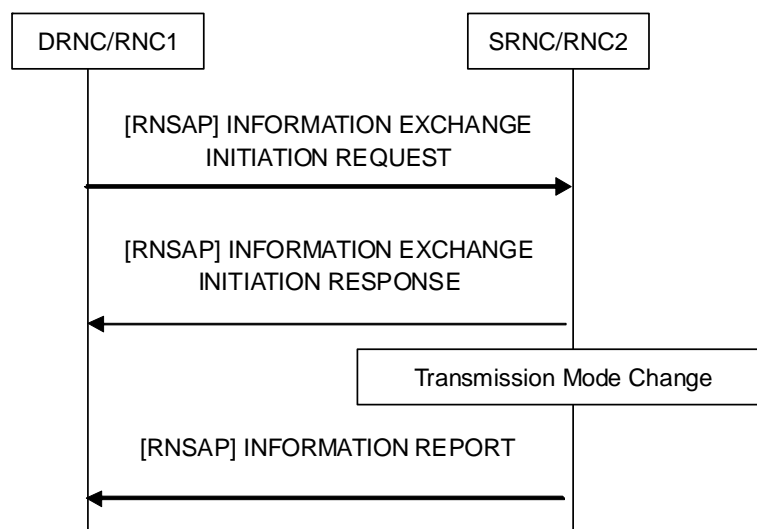 DRNC/RNC1
SRNC/RNC2
[RNSAP] INFORMATION EXCHANGE
INITIATION REQUEST
[RNSAP] INFORMATION EXCHANGE
INITIATION RESPONSE
Transmission Mode Change
[RNSAP] INFORMATION REPORT